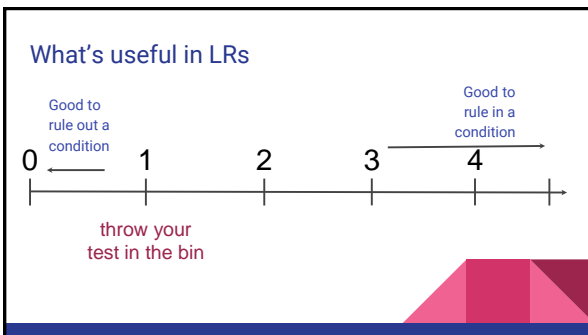 What's useful in LRs
Good to
rule out a
condition
Good to
rule in a
condition
0 1 2 3 4
throw your
test in the bin